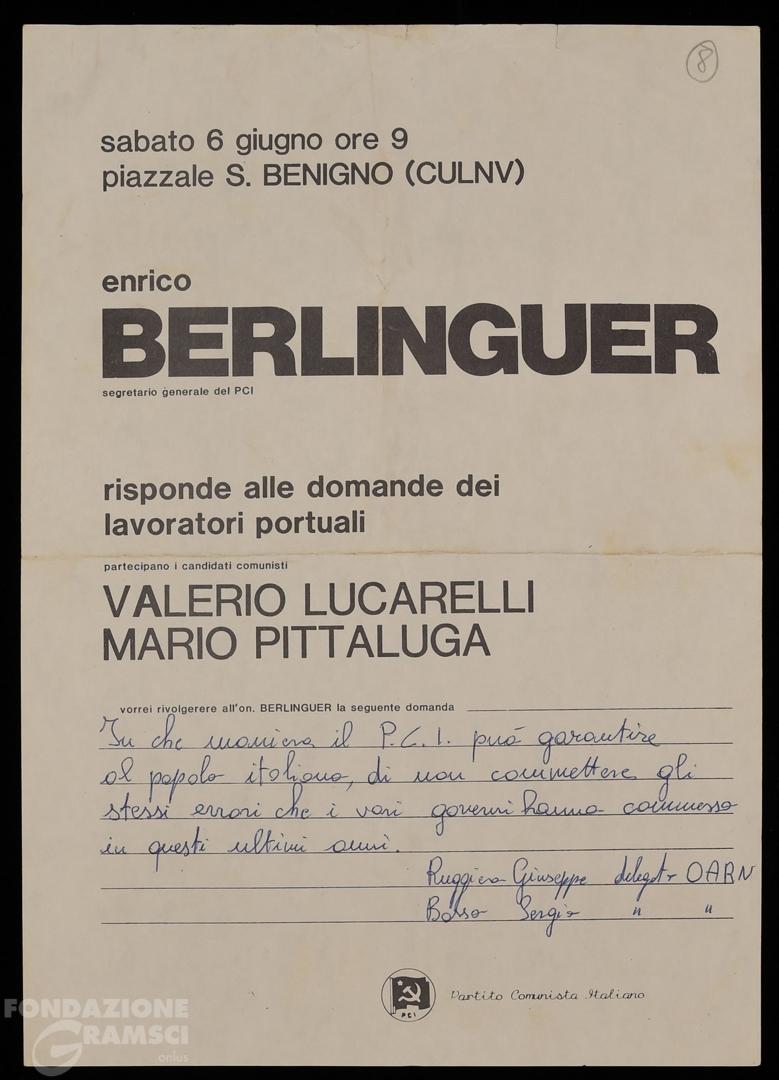 8
sabato 6 giugno ore 9
piazzale S. BENIGNO (CULNV)
enrico
BERLINGUER
segretario generale del PCI
risponde alle domande dei
lavoratori portuali
partecipano i candidati comunisti
VALERIO LUCARELLI
MARIO PITTALUGA
vorrei rivolgerere all'on. BERLINGUER la seguente domanda
In che maniera il P.C.I. può garantire
al popolo italiano, di non commettere gli
stessi errori che i vari governi hanno commesso
in questi ultimi anni.
Ruggiero Giuseppe delegato OARN
Basso Sergio " "
PCI
Partito Comunista Italiano
FONDAZIONE
GRAMSCI
onlus